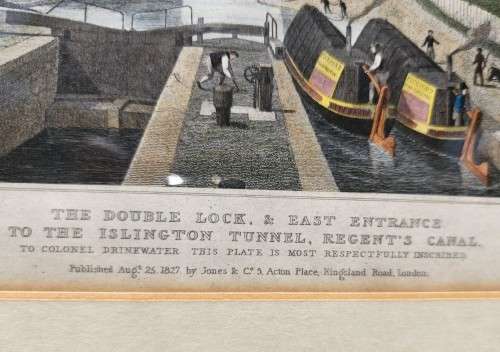 THE DOUBLE LOCK, & EAST ENTRANCE
TO THE ISLINGTON TUNNEL, REGENT'S CANAL.
TO COLONEL DRINKWATER THIS PLATE IS MOST RESPECTFULLY INSCRIBED
Published Augt. 25, 1827, by Jones & Co. 3, Acton Place, Kingsland Road, London.